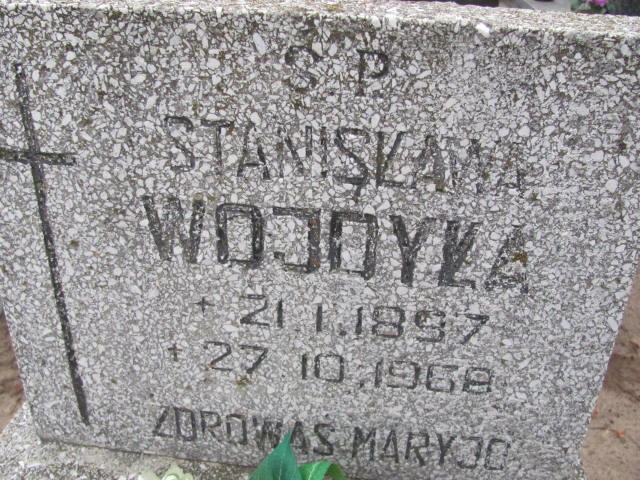 Ś.P.
STANISŁAWA
WOJDYŁA
+ 21.1.1897
+ 27.10.1968
ZDROWAŚ MARYJO